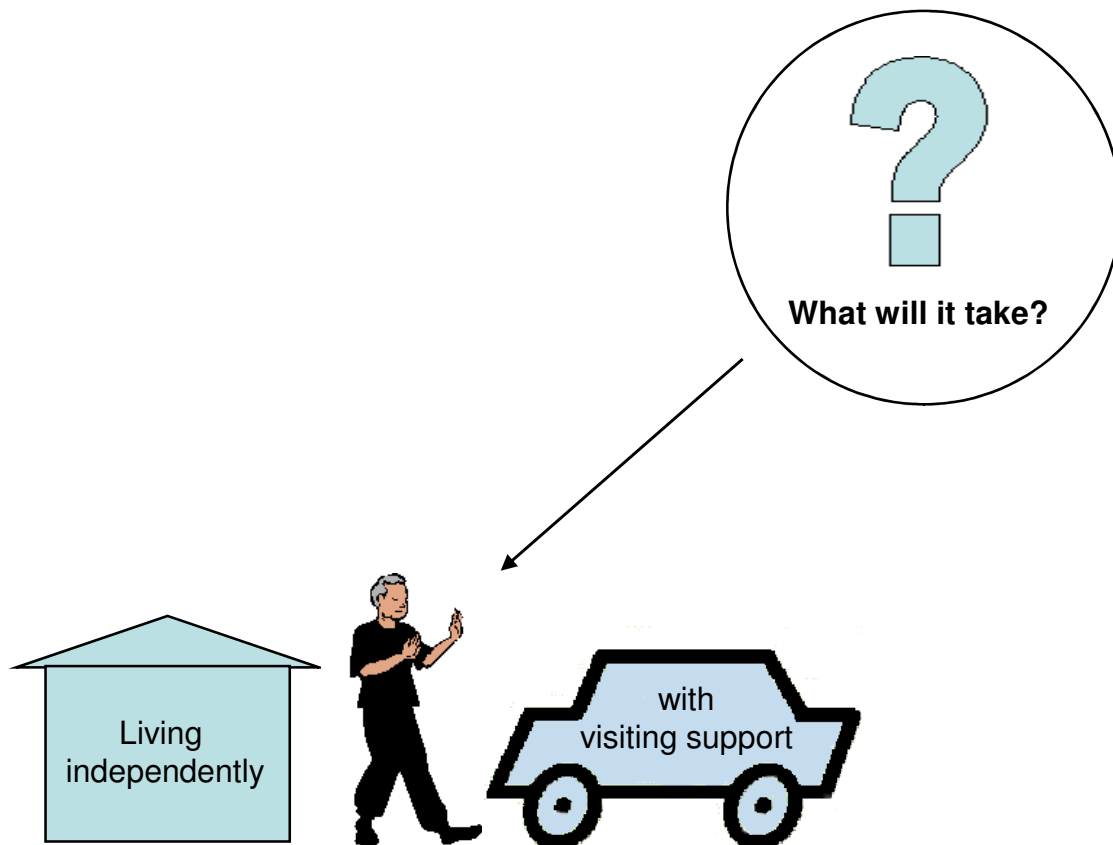 ?
What will it take?
Living
independently
with
visiting support